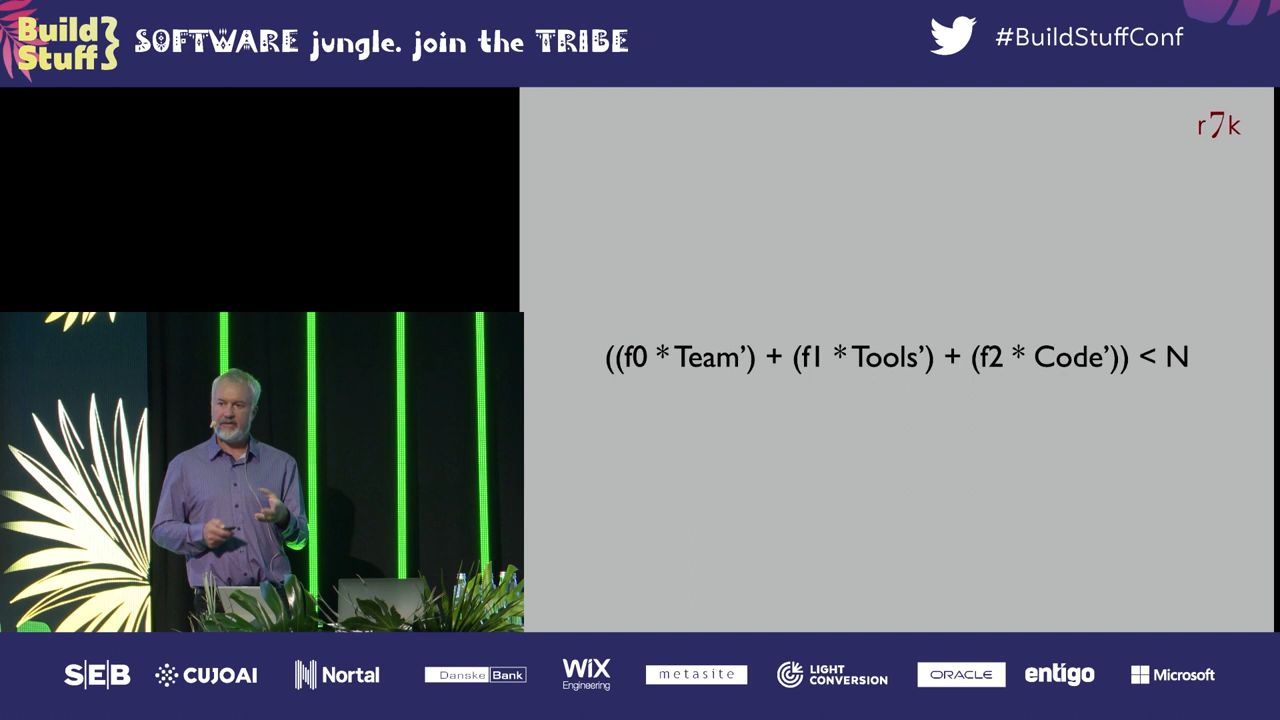 Build
Stuff
SOFTWARE jungle. join the TRIBE
#BuildStuffConf
r7k
((f0 * Team’) + (f1 * Tools’) + (f2 * Code’)) < N
S|E|B
CUJOAI
Nortal
Danske Bank
WiX
Engineering
metasite
LIGHT
CONVERSION
ORACLE
entigo
Microsoft